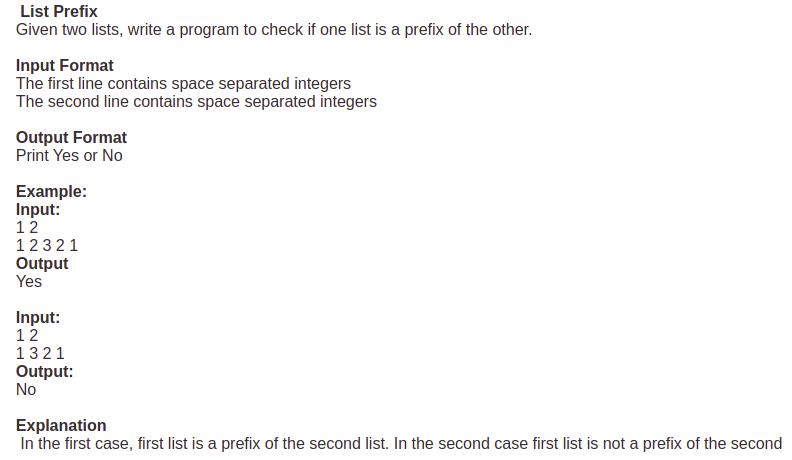 List Prefix
Given two lists, write a program to check if one list is a prefix of the other.
Input Format
The first line contains space separated integers
The second line contains space separated integers
Output Format
Print Yes or No
Example:
Input:
1 2
1 2 3 2 1
Output
Yes
Input:
1 2
1 3 2 1
Output:
No
Explanation
In the first case, first list is a prefix of the second list. In the second case first list is not a prefix of the second